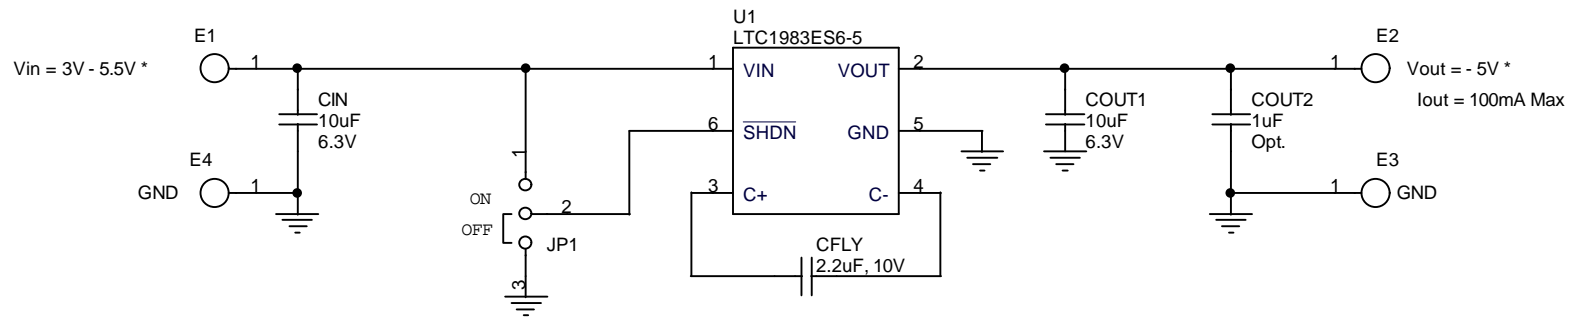 U1
LTC1983ES6-5
E1
E2
Vin = 3V - 5.5V *
1
1
VIN
VOUT
2
1
Vout = - 5V *
Iout = 100mA Max
CIN
10uF
6.3V
COUT1
10uF
6.3V
COUT2
1uF
Opt.
6
SHDN
GND
5
1
E4
GND
1
3
C+
C-
4
E3
1
GND
ON
2
OFF
JP1
CFLY
2.2uF, 10V
3